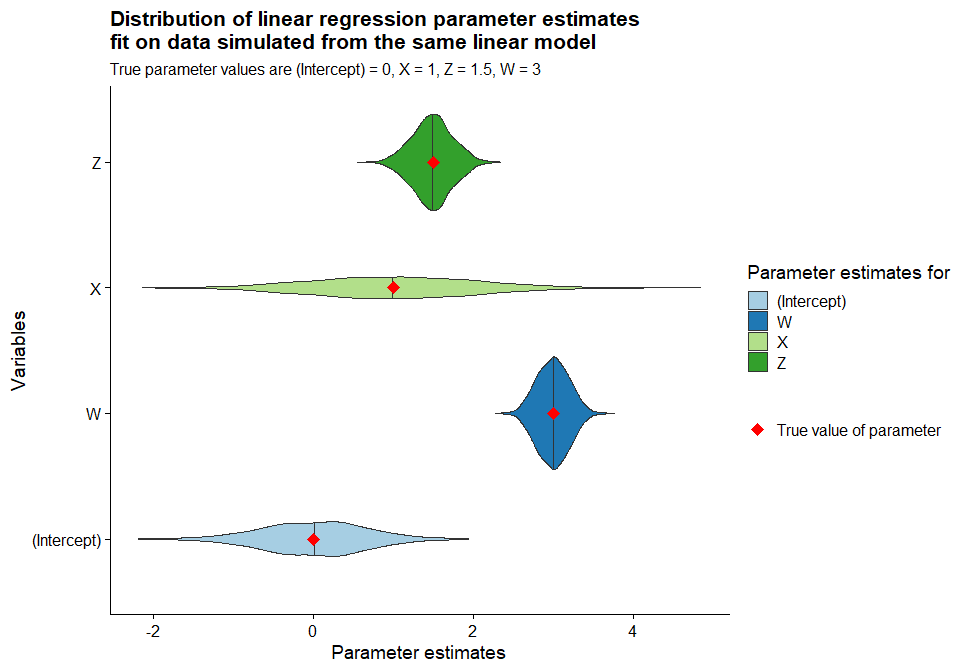 Distribution of linear regression parameter estimates
fit on data simulated from the same linear model
True parameter values are (Intercept) = 0, X = 1, Z = 1.5, W = 3
Variables
Z
X
W
(Intercept)
-2
0
2
4
Parameter estimates
Parameter estimates for
(Intercept)
W
X
Z
True value of parameter